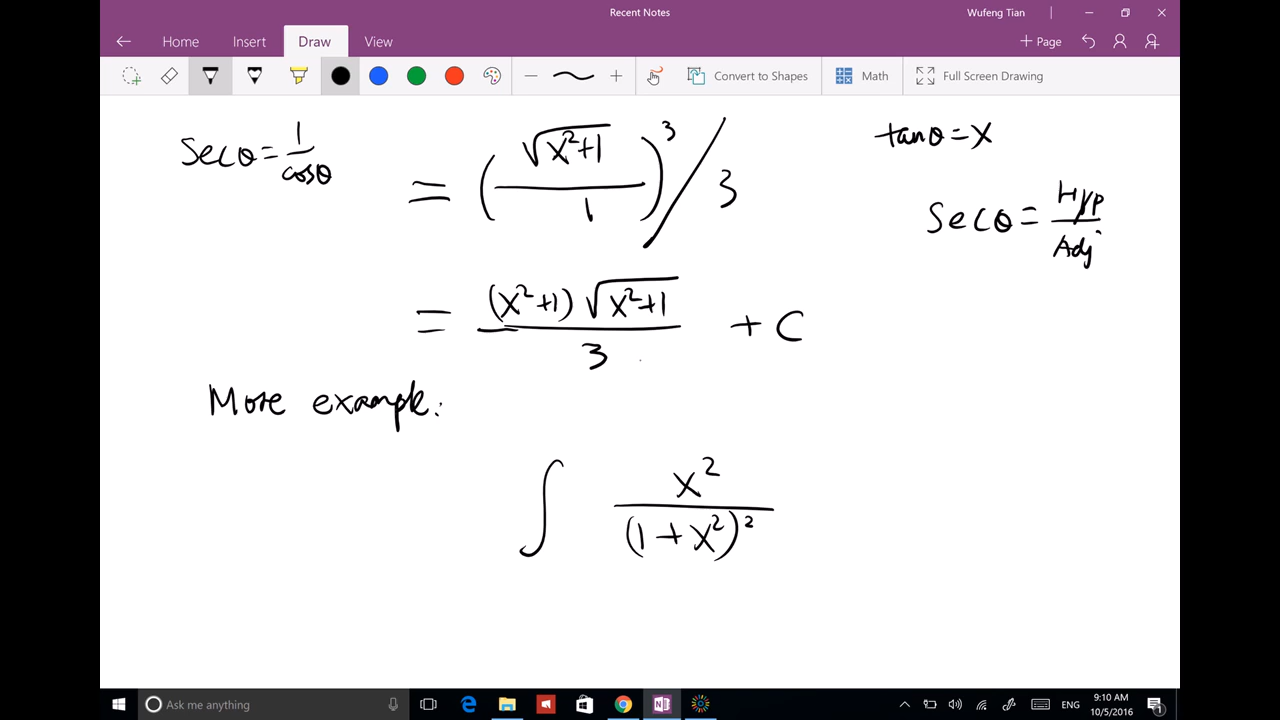 Recent Notes
Wufeng Tian
Home Insert Draw View
+ Page
Convert to Shapes
Math
Full Screen Drawing
Secθ = 1/cosθ
= (√(x²+1)/1)³ / 3
tanθ = x
Secθ = Hyp/Adj
= (x²+1)√(x²+1)/3 + C
More example:
∫ x²/(1+x²)²
Ask me anything
ENG
9:10 AM
10/5/2016
1